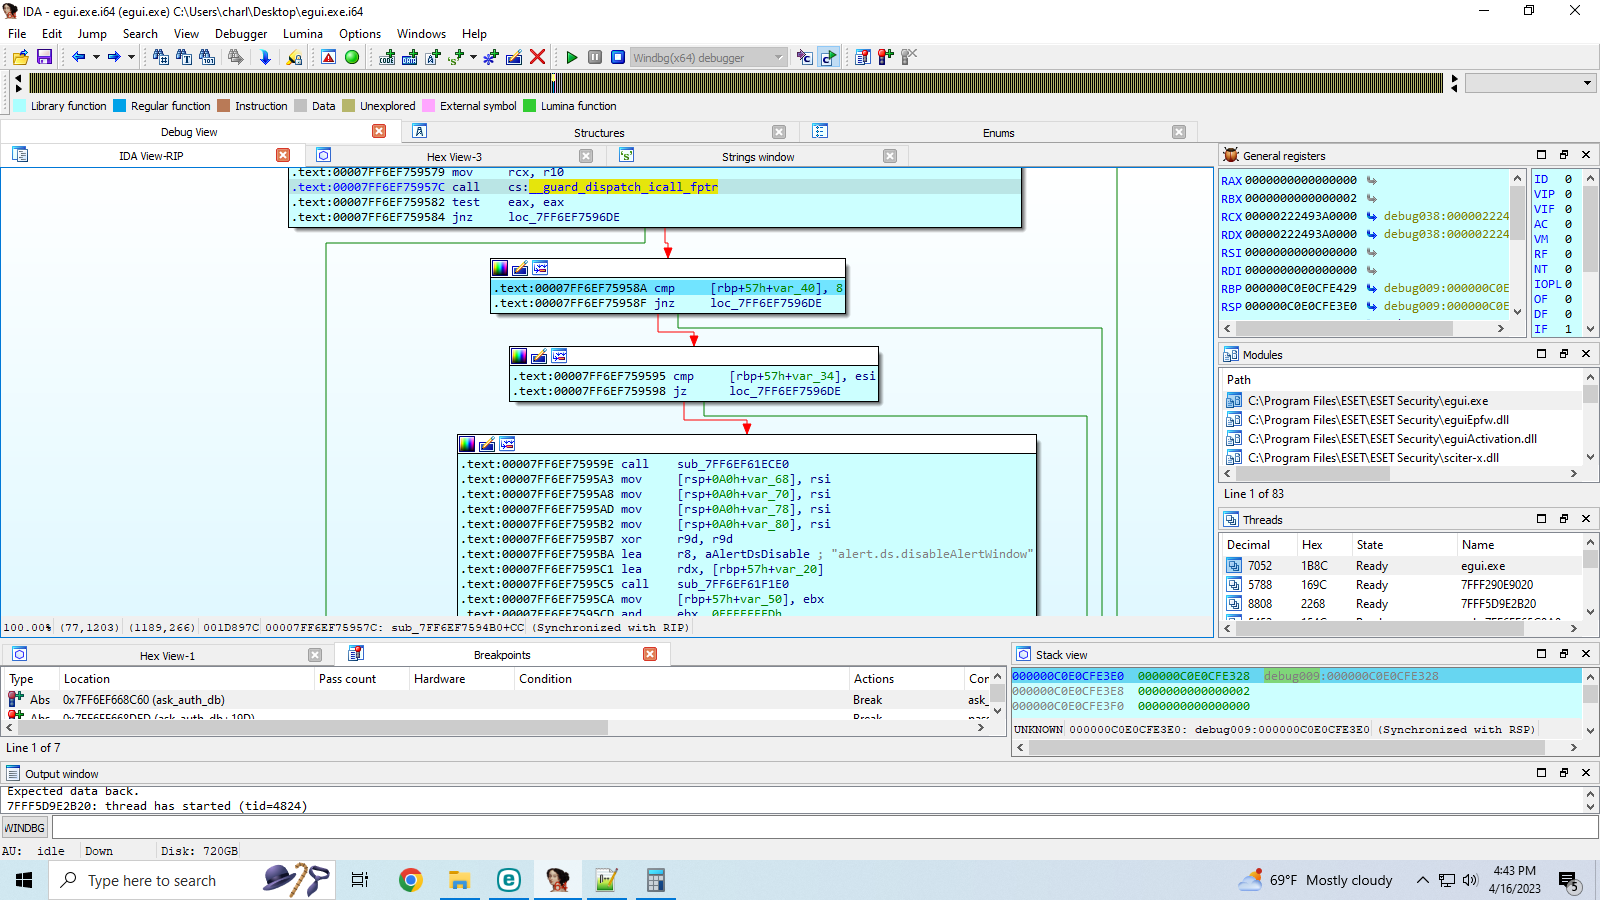 IDA - egui.exe.i64 (egui.exe) C:\Users\charl\Desktop\egui.exe.i64
File Edit Jump Search View Debugger Lumina Options Windows Help
Windbg(x64) debugger
Library function Regular function Instruction Data Unexplored External symbol Lumina function
Debug View Structures Enums
IDA View-RIP Hex View-3 Strings window
.text:00007FF6EF759579 mov rcx, r10
.text:00007FF6EF75957C call cs:__guard_dispatch_icall_fptr
.text:00007FF6EF759582 test eax, eax
.text:00007FF6EF759584 jnz loc_7FF6EF7596DE
.text:00007FF6EF75958A cmp [rbp+57h+var_40], 8
.text:00007FF6EF75958F jnz loc_7FF6EF7596DE
.text:00007FF6EF759595 cmp [rbp+57h+var_34], esi
.text:00007FF6EF759598 jz loc_7FF6EF7596DE
.text:00007FF6EF75959E call sub_7FF6EF61ECE0
.text:00007FF6EF7595A3 mov [rsp+0A0h+var_68], rsi
.text:00007FF6EF7595A8 mov [rsp+0A0h+var_70], rsi
.text:00007FF6EF7595AD mov [rsp+0A0h+var_78], rsi
.text:00007FF6EF7595B2 mov [rsp+0A0h+var_80], rsi
.text:00007FF6EF7595B7 xor r9d, r9d
.text:00007FF6EF7595BA lea r8, aAlertDsDisable ; "alert.ds.disableAlertWindow"
.text:00007FF6EF7595C1 lea rdx, [rbp+57h+var_20]
.text:00007FF6EF7595C5 call sub_7FF6EF61F1E0
.text:00007FF6EF7595CA mov [rbp+57h+var_50], ebx
.text:00007FF6EF7595CD and ebx, 0FFFFFFFDh
100.00% (77,1203) (1189,266) 001D897C 00007FF6EF75957C: sub_7FF6EF7594B0+CC (Synchronized with RIP)
General registers
RAX 0000000000000000
RBX 0000000000000002
RCX 00000222493A0000 debug038:000002224
RDX 00000222493A0000 debug038:000002224
RSI 0000000000000000
RDI 0000000000000000
RBP 000000C0E0CFE429 debug009:000000C0E
RSP 000000C0E0CFE3E0 debug009:000000C0E
ID 0
VIP 0
VIF 0
AC 0
VM 0
RF 0
NT 0
IOPL 0
OF 0
DF 0
IF 1
Modules
Path
C:\Program Files\ESET\ESET Security\egui.exe
C:\Program Files\ESET\ESET Security\eguiEpfw.dll
C:\Program Files\ESET\ESET Security\eguiActivation.dll
C:\Program Files\ESET\ESET Security\sciter-x.dll
Line 1 of 83
Threads
Decimal Hex State Name
7052 1B8C Ready egui.exe
5788 169C Ready 7FFF290E9020
8808 2268 Ready 7FFF5D9E2B20
Hex View-1 Breakpoints
Type Location Pass count Hardware Condition Actions Cor
Abs 0x7FF6EF668C60 (ask_auth_db) Break ask_
Abs 0x7FF6EF668DFD (ask_auth_db+19D) Break
Line 1 of 7
Stack view
000000C0E0CFE3E0 000000C0E0CFE328 debug009:000000C0E0CFE328
000000C0E0CFE3E8 0000000000000002
000000C0E0CFE3F0 0000000000000000
UNKNOWN 000000C0E0CFE3E0: debug009:000000C0E0CFE3E0 (Synchronized with RSP)
Output window
Expected data back.
7FFF5D9E2B20: thread has started (tid=4824)
WINDBG
AU: idle Down Disk: 720GB
Type here to search
69°F Mostly cloudy
4:43 PM
4/16/2023
5